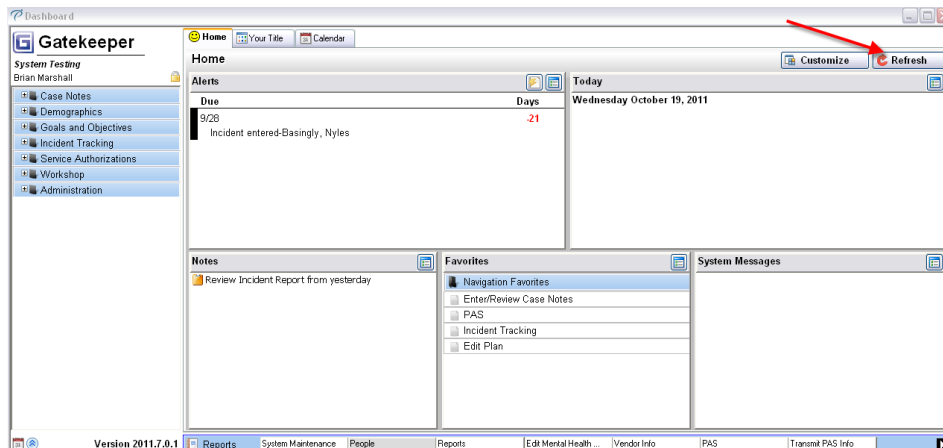 Dashboard
Gatekeeper
System Testing
Brian Marshall
Case Notes
Demographics
Goals and Objectives
Incident Tracking
Service Authorizations
Workshop
Administration
Home
Your Title
Calendar
Home
Customize
Refresh
Alerts
Due Days
9/28 -21
Incident entered-Basingly, Nyles
Today
Wednesday October 19, 2011
Notes
Review Incident Report from yesterday
Favorites
Navigation Favorites
Enter/Review Case Notes
PAS
Incident Tracking
Edit Plan
System Messages
Version 2011.7.0.1
Reports System Maintenance People Reports Edit Mental Health ... Vendor Info PAS Transmit PAS Info